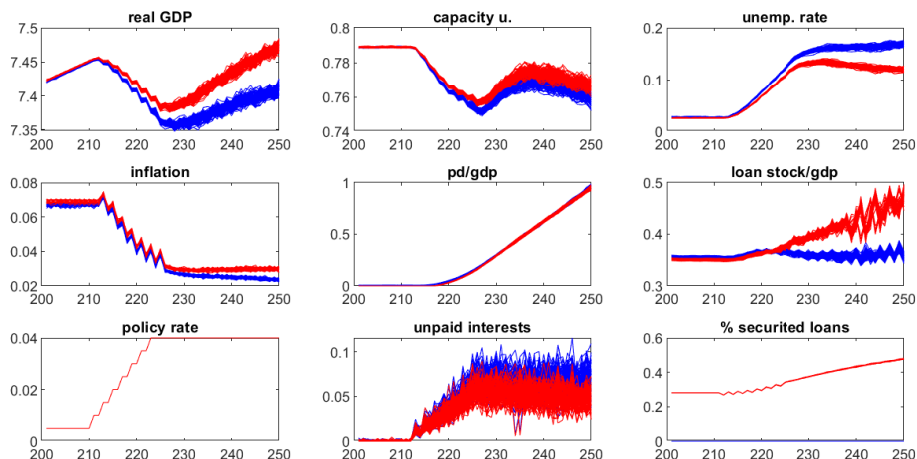 real GDP
7.5
7.45
7.4
7.35
200 210 220 230 240 250
capacity u.
0.8
0.78
0.76
0.74
200 210 220 230 240 250
unemp. rate
0.2
0.1
0
200 210 220 230 240 250
inflation
0.08
0.06
0.04
0.02
200 210 220 230 240 250
pd/gdp
1
0.5
0
200 210 220 230 240 250
loan stock/gdp
0.5
0.4
0.3
200 210 220 230 240 250
policy rate
0.04
0.02
0
200 210 220 230 240 250
unpaid interests
0.1
0.05
0
200 210 220 230 240 250
% securited loans
0.6
0.4
0.2
0
200 210 220 230 240 250